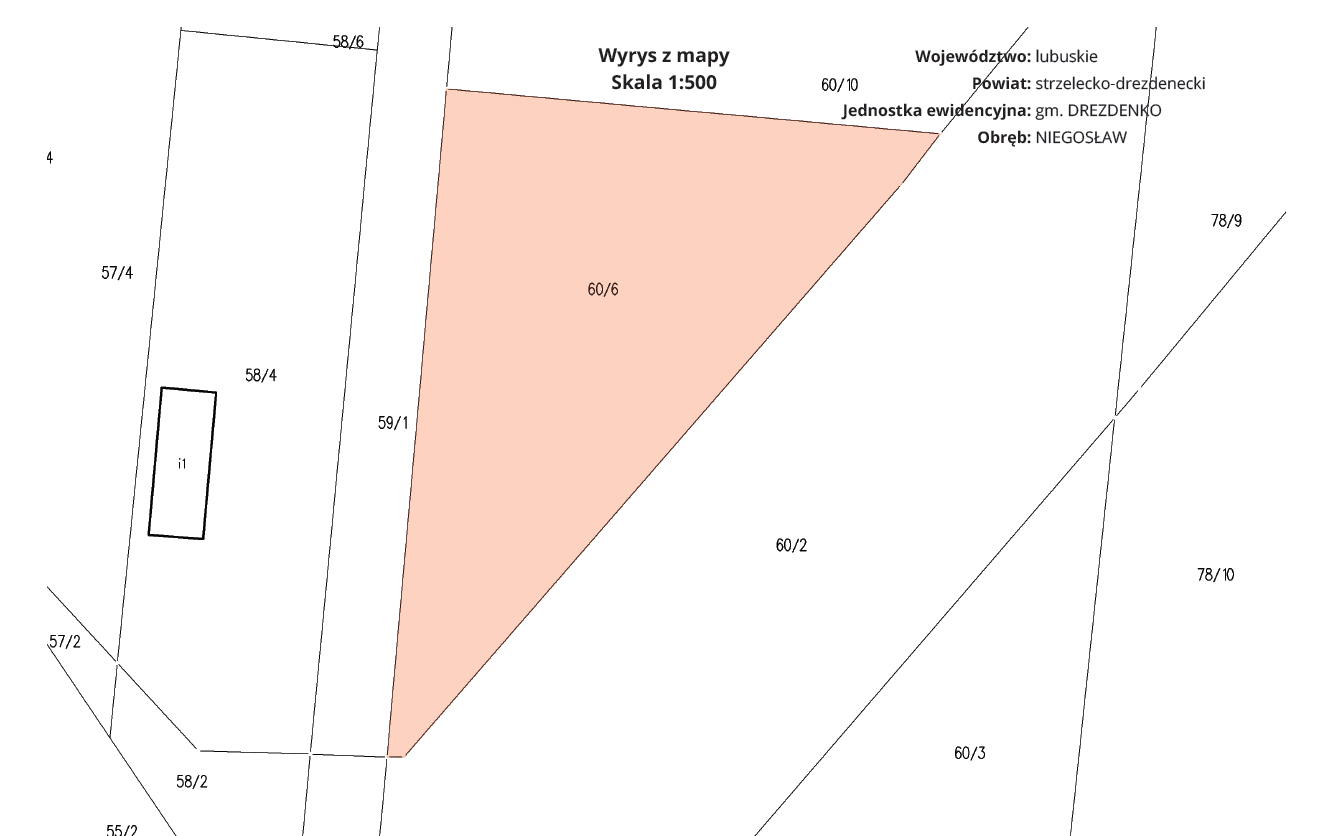 58/6
Wyrys z mapy
Skala 1:500
60/10
Województwo: lubuskie
Powiat: strzelecko-drezdenecki
Jednostka ewidencyjna: gm. DREZDENKO
Obręb: NIEGOSŁAW
4
78/9
57/4
60/6
58/4
59/1
i1
60/2
78/10
57/2
60/3
58/2
55/2